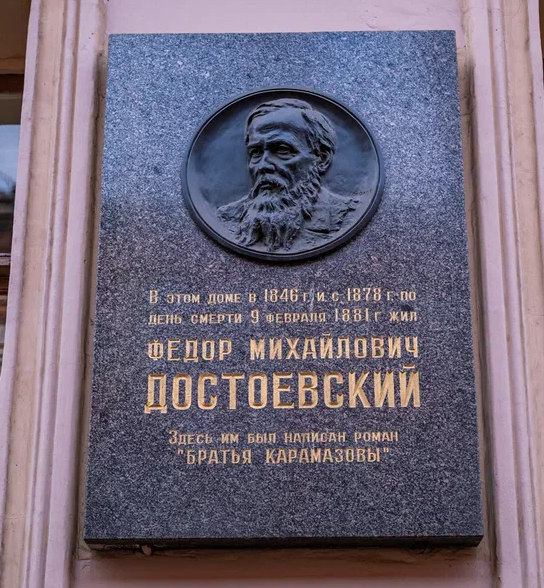 В этом доме в 1846 г. и с 1878 г. по
день смерти 9 февраля 1881 г. жил
ФЕДОР МИХАЙЛОВИЧ
ДОСТОЕВСКИЙ
Здесь им был написан роман
"БРАТЬЯ КАРАМАЗОВЫ"